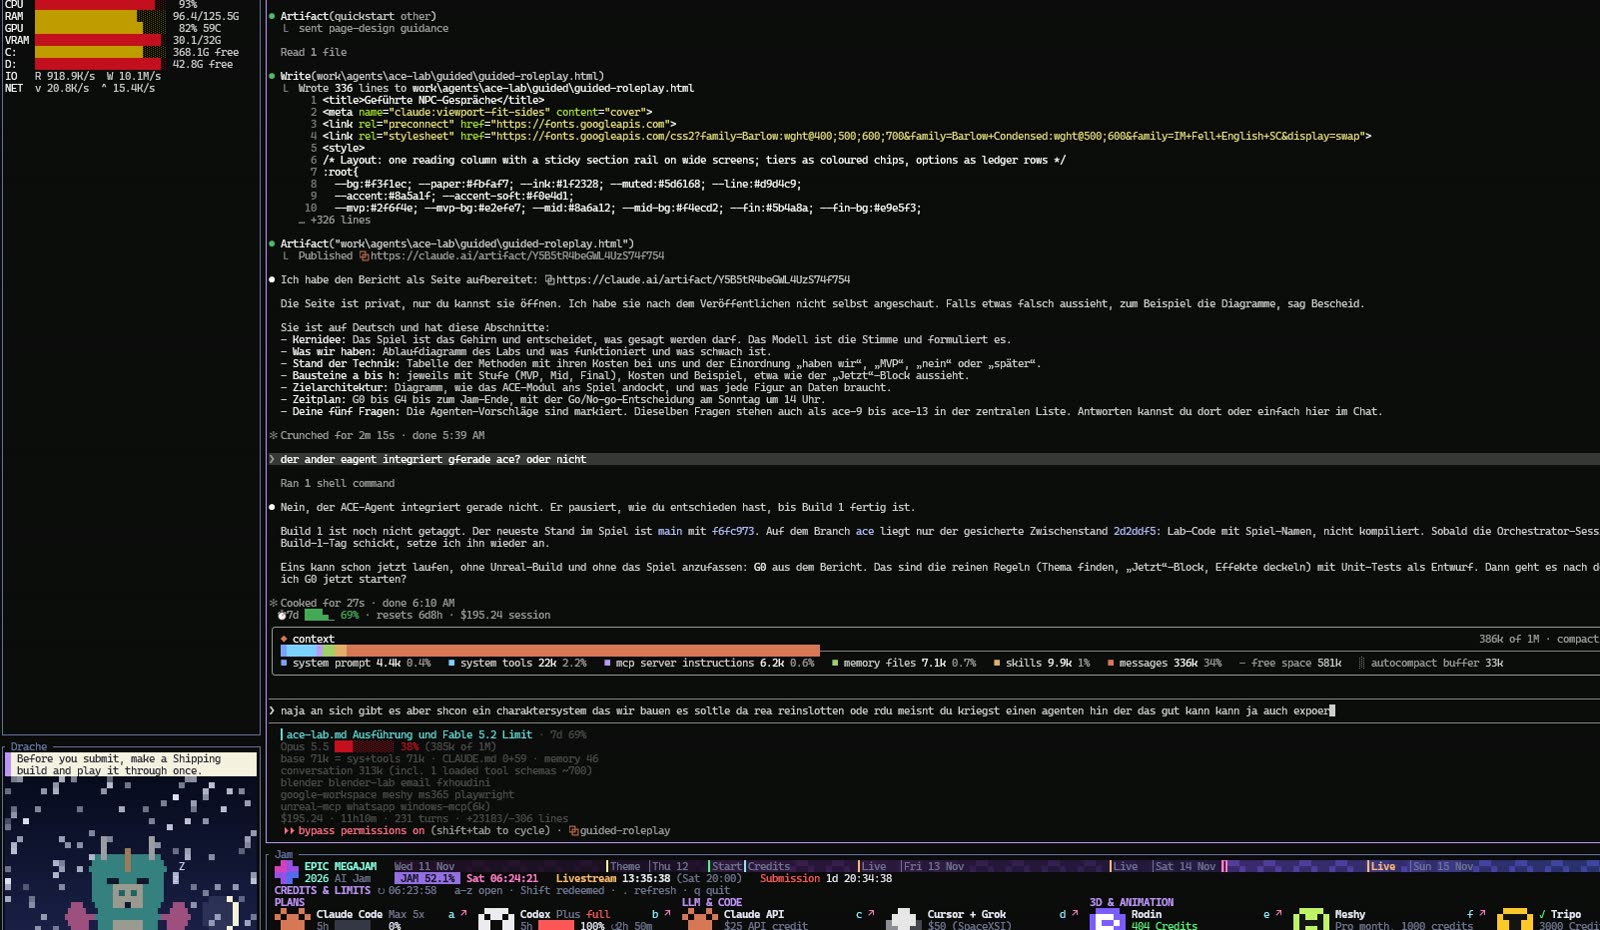 CPU 93%
RAM 96.4/125.5G
GPU 82% 59C
VRAM 30.1/32G
C: 368.1G free
D: 42.8G free
IO R 918.9K/s W 10.1M/s
NET v 20.8K/s ^ 15.4K/s
● Artifact(quickstart other)
L sent page-design guidance
Read 1 file
● Write(work\agents\ace-lab\guided\guided-roleplay.html)
L Wrote 336 lines to work\agents\ace-lab\guided\guided-roleplay.html
1 <title>Geführte NPC-Gespräche</title>
2 <meta name="claude:viewport-fit-sides" content="cover">
3 <link rel="preconnect" href="https://fonts.googleapis.com">
4 <link rel="stylesheet" href="https://fonts.googleapis.com/css2?family=Barlow:wght@400;500;600;700&family=Barlow+Condensed:wght@500;600&family=IM+Fell+English+SC&display=swap">
5 <style>
6 /* Layout: one reading column with a sticky section rail on wide screens; tiers as coloured chips, options as ledger rows */
7 :root{
8 --bg:#f3f1ec; --paper:#fbfaf7; --ink:#1f2328; --muted:#5d6168; --line:#d9d4c9;
9 --accent:#8a5a1f; --accent-soft:#f0e4d1;
10 --mvp:#2f6f4e; --mvp-bg:#e2efe7; --mid:#8a6a12; --mid-bg:#f4ecd2; --fin:#5b4a8a; --fin-bg:#e9e5f3;
… +326 lines
● Artifact("work\agents\ace-lab\guided\guided-roleplay.html")
L Published https://claude.ai/artifact/Y5B5tR4beGWL4UzS74f754
● Ich habe den Bericht als Seite aufbereitet: https://claude.ai/artifact/Y5B5tR4beGWL4UzS74f754
Die Seite ist privat, nur du kannst sie öffnen. Ich habe sie nach dem Veröffentlichen nicht selbst angeschaut. Falls etwas falsch aussieht, zum Beispiel die Diagramme, sag Bescheid.
Sie ist auf Deutsch und hat diese Abschnitte:
- Kernidee: Das Spiel ist das Gehirn und entscheidet, was gesagt werden darf. Das Modell ist die Stimme und formuliert es.
- Was wir haben: Ablaufdiagramm des Labs und was funktioniert und was schwach ist.
- Stand der Technik: Tabelle der Methoden mit ihren Kosten bei uns und der Einordnung „haben wir“, „MVP“, „nein“ oder „später“.
- Bausteine a bis h: jeweils mit Stufe (MVP, Mid, Final), Kosten und Beispiel, etwa wie der „Jetzt“-Block aussieht.
- Zielarchitektur: Diagramm, wie das ACE-Modul ans Spiel andockt, und was jede Figur an Daten braucht.
- Zeitplan: G0 bis G4 bis zum Jam-Ende, mit der Go/No-go-Entscheidung am Sonntag um 14 Uhr.
- Deine fünf Fragen: Die Agenten-Vorschläge sind markiert. Dieselben Fragen stehen auch als ace-9 bis ace-13 in der zentralen Liste. Antworten kannst du dort oder einfach hier im Chat.
✻ Crunched for 2m 15s · done 5:39 AM
❯ der ander eagent integriert gferade ace? oder nicht
Ran 1 shell command
● Nein, der ACE-Agent integriert gerade nicht. Er pausiert, wie du entschieden hast, bis Build 1 fertig ist.
Build 1 ist noch nicht getaggt. Der neueste Stand im Spiel ist main mit f6fc973. Auf dem Branch ace liegt nur der gesicherte Zwischenstand 2d2ddf5: Lab-Code mit Spiel-Namen, nicht kompiliert. Sobald die Orchestrator-Sess
Build-1-Tag schickt, setze ich ihn wieder an.
Eins kann schon jetzt laufen, ohne Unreal-Build und ohne das Spiel anzufassen: G0 aus dem Bericht. Das sind die reinen Regeln (Thema finden, „Jetzt“-Block, Effekte deckeln) mit Unit-Tests als Entwurf. Dann geht es nach d
ich G0 jetzt starten?
✻ Cooked for 27s · done 6:10 AM
7d 69% · resets 6d8h · $195.24 session
◆ context 386k of 1M · compact
system prompt 4.4k 0.4% system tools 22k 2.2% mcp server instructions 6.2k 0.6% memory files 7.1k 0.7% skills 9.9k 1% messages 336k 34% – free space 581k autocompact buffer 33k
❯ naja an sich gibt es aber shcon ein charaktersystem das wir bauen es soltle da rea reinslotten ode rdu meisnt du kriegst einen agenten hin der das gut kann kann ja auch expoer
ace-lab.md Ausführung und Fable 5.2 Limit · 7d 69%
Opus 5.5 38% (385k of 1M)
base 71k = sys+tools 71k · CLAUDE.md 0+59 · memory 46
conversation 313k (incl. 1 loaded tool schemas ~700)
blender blender-lab email fxhoudini
google-workspace meshy ms365 playwright
unreal-mcp whatsapp windows-mcp(6k)
$195.24 · 11h10m · 231 turns · +23183/-306 lines
⏵⏵ bypass permissions on (shift+tab to cycle) · guided-roleplay
Drache
Before you submit, make a Shipping
build and play it through once.
Z
z
Jam
EPIC MEGAJAM Wed 11 Nov Theme Thu 12 Start Credits Live Fri 13 Nov Live Sat 14 Nov Live Sun 15 Nov
2026 AI Jam JAM 52.1% Sat 06:24:21 Livestream 13:35:38 (Sat 20:00) Submission 1d 20:34:38
CREDITS & LIMITS ↻ 06:23:58 a-z open · Shift redeemed · . refresh · q quit
PLANS LLM & CODE 3D & ANIMATION
Claude Code Max 5x a ↗ Codex Plus full b ↗ Claude API c ↗ Cursor + Grok d ↗ Rodin e ↗ Meshy f ↗ ✓ Tripo
5h 0% 5h 100% ↻2h 50m $25 API credit $50 (SpaceXSI) 404 Credits Pro month, 1000 credits 3000 Credi